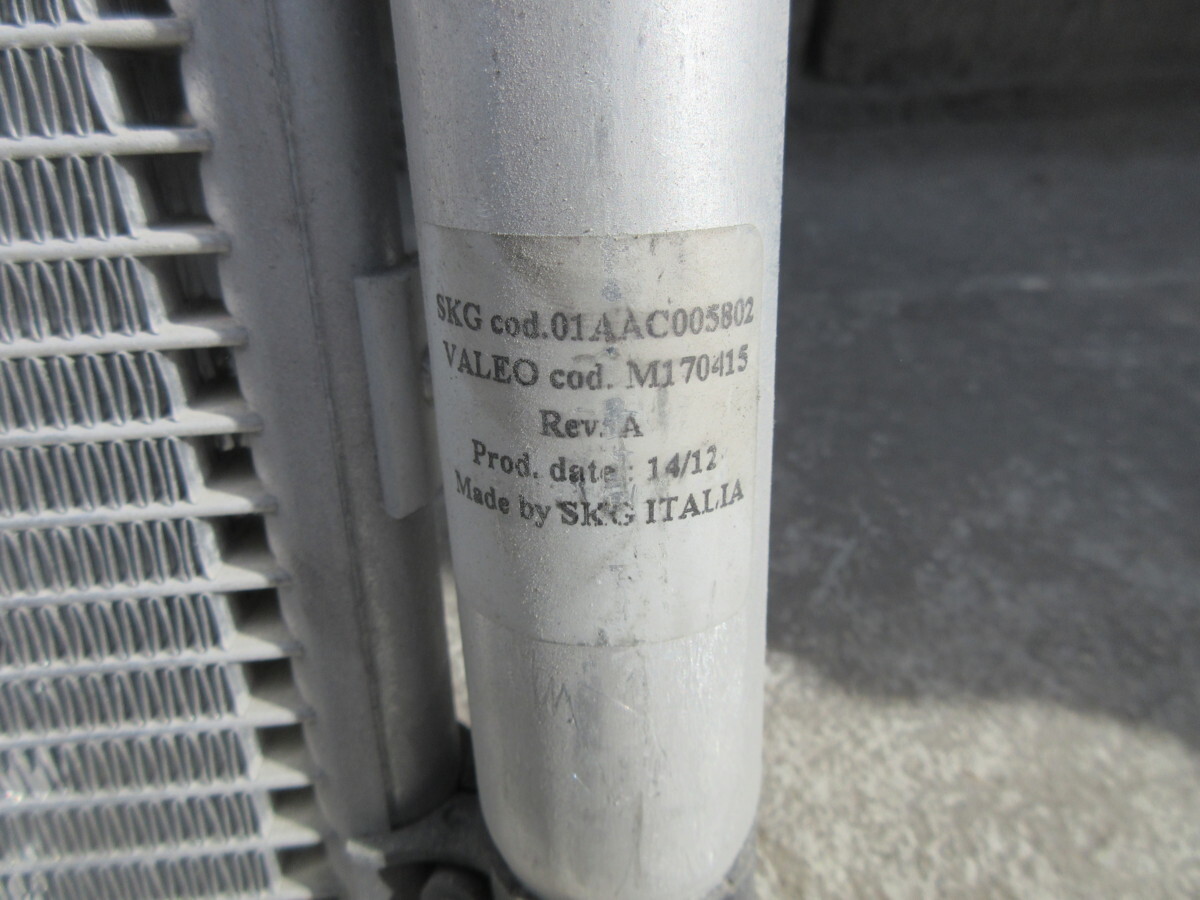 SKG cod.01AAC005802
VALEO cod. M170415
Rev. A
Prod. date : 14/12
Made by SKG ITALIA